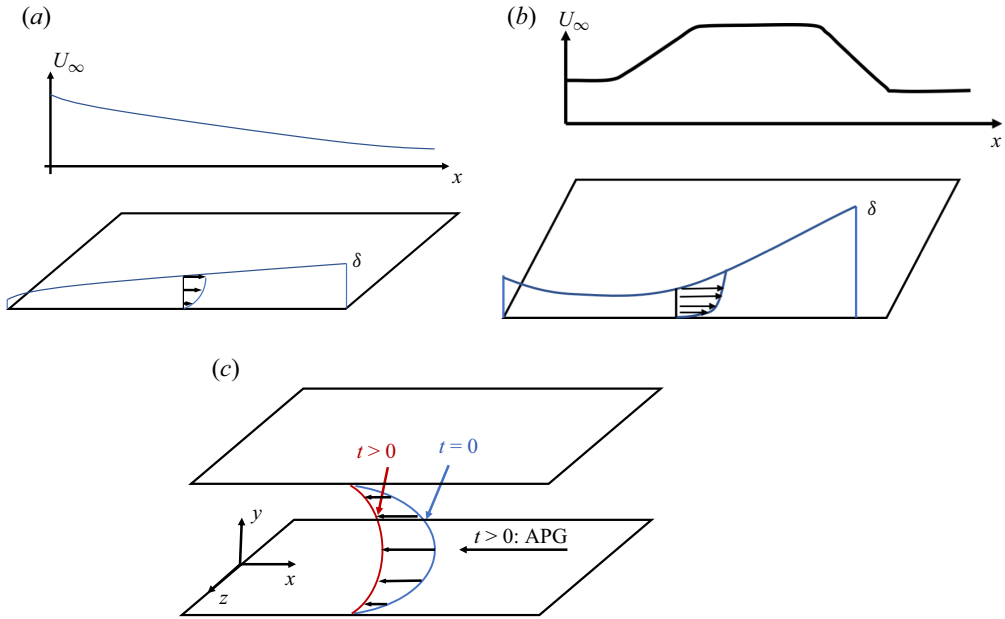 (a)
U∞
x
δ
(b)
U∞
x
δ
(c)
t > 0
t = 0
y
x
z
t > 0: APG